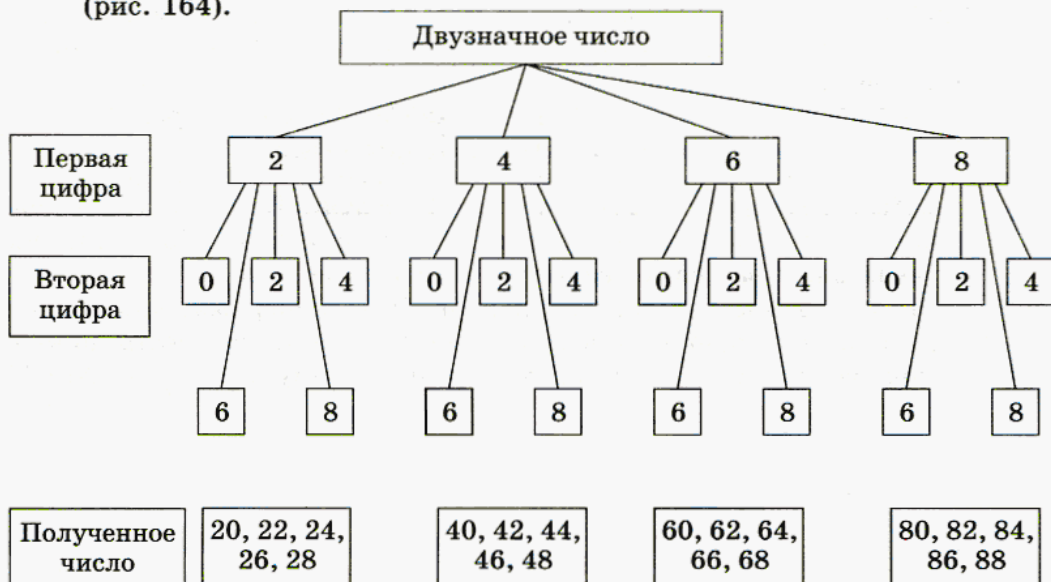 (рис. 164).
Двузначное число
Первая
цифра
2 4 6 8
Вторая
цифра
0 2 4 0 2 4 0 2 4 0 2 4
6 8 6 8 6 8 6 8
Полученное
число
20, 22, 24,
26, 28
40, 42, 44,
46, 48
60, 62, 64,
66, 68
80, 82, 84,
86, 88